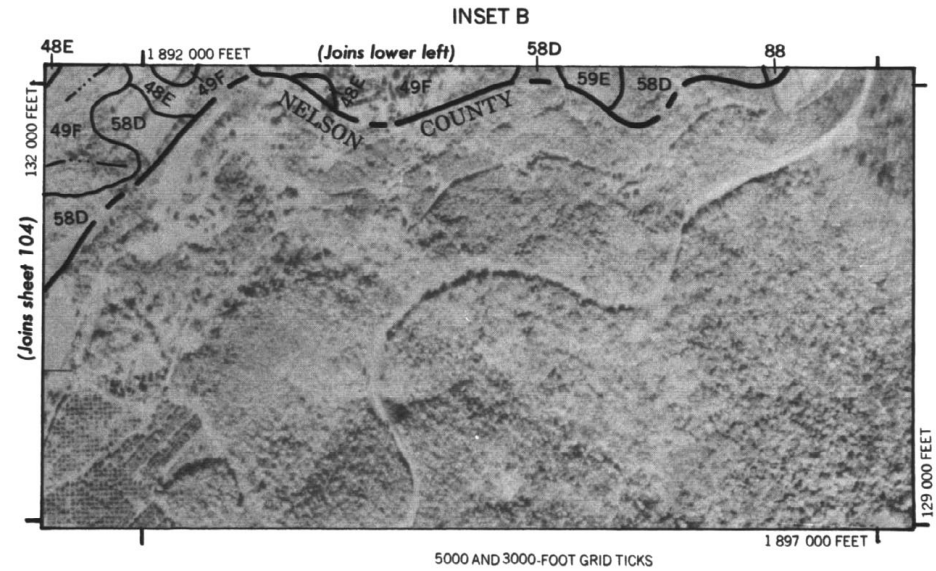 INSET B
48E
1 892 000 FEET
(Joins lower left)
58D
88
132 000 FEET
49F
58D
48E
49F
48E
49F
59E
58D
NELSON
COUNTY
58D
(Joins sheet 104)
129 000 FEET
1 897 000 FEET
5000 AND 3000-FOOT GRID TICKS